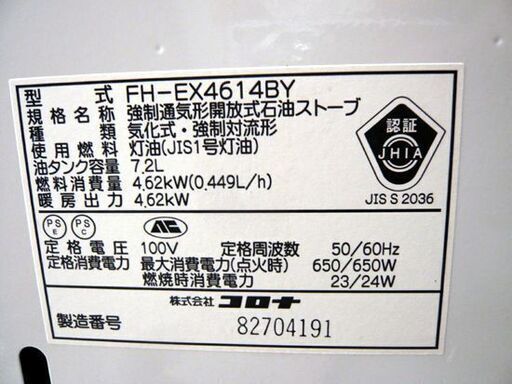 型式 FH-EX4614BY
規格名称 強制通気形開放式石油ストーブ
種類 気化式・強制対流形
使用燃料 灯油(JIS1号灯油)
油タンク容量 7.2L
燃料消費量 4.62kW(0.449L/h)
暖房出力 4.62kW
認証
JHIA
JIS S 2036
PS E
PS C
定格電圧 100V 定格周波数 50/60Hz
定格消費電力 最大消費電力(点火時) 650/650W
燃焼時消費電力 23/24W
株式会社 コロナ
製造番号 82704191